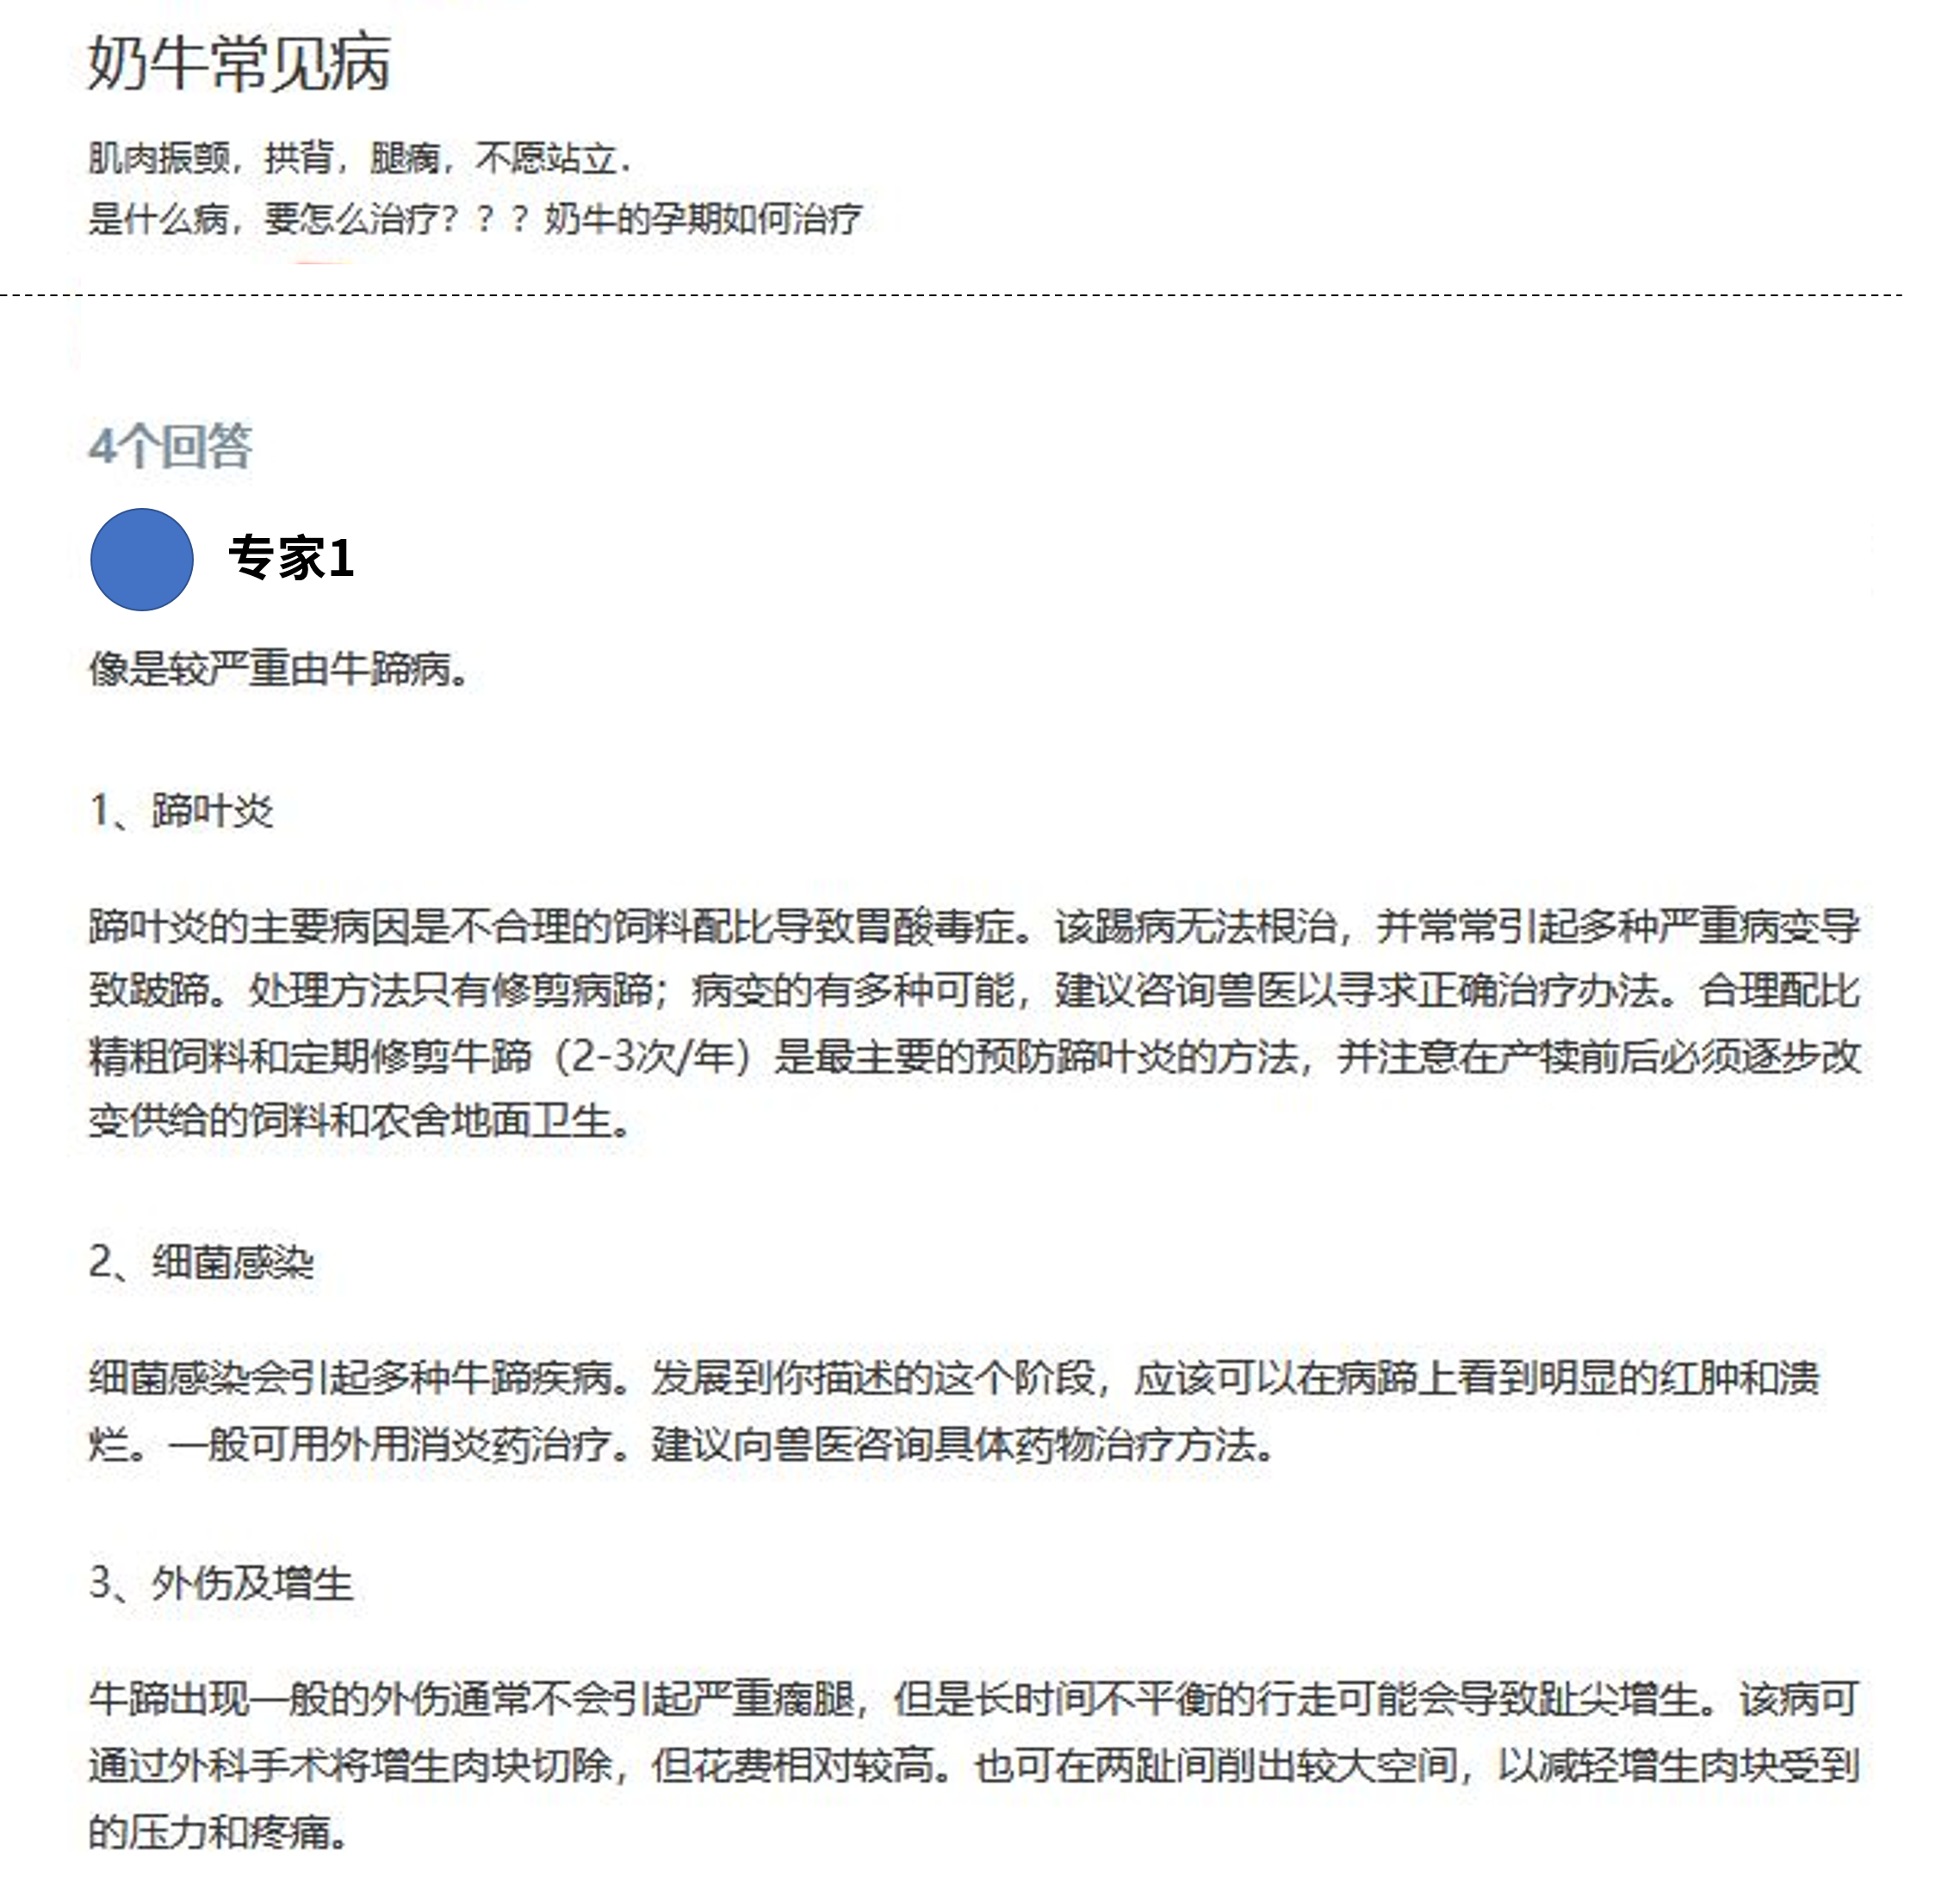 奶牛常见病
肌肉振颤，拱背，腿瘸，不愿站立.
是什么病，要怎么治疗？？？奶牛的孕期如何治疗
4个回答
专家1
像是较严重由牛蹄病。
1、蹄叶炎
蹄叶炎的主要病因是不合理的饲料配比导致胃酸毒症。该踢病无法根治，并常常引起多种严重病变导
致跛蹄。处理方法只有修剪病蹄；病变的有多种可能，建议咨询兽医以寻求正确治疗办法。合理配比
精粗饲料和定期修剪牛蹄（2-3次/年）是最主要的预防蹄叶炎的方法，并注意在产犊前后必须逐步改
变供给的饲料和农舍地面卫生。
2、细菌感染
细菌感染会引起多种牛蹄疾病。发展到你描述的这个阶段，应该可以在病蹄上看到明显的红肿和溃
烂。一般可用外用消炎药治疗。建议向兽医咨询具体药物治疗方法。
3、外伤及增生
牛蹄出现一般的外伤通常不会引起严重瘸腿，但是长时间不平衡的行走可能会导致趾尖增生。该病可
通过外科手术将增生肉块切除，但花费相对较高。也可在两趾间削出较大空间，以减轻增生肉块受到
的压力和疼痛。